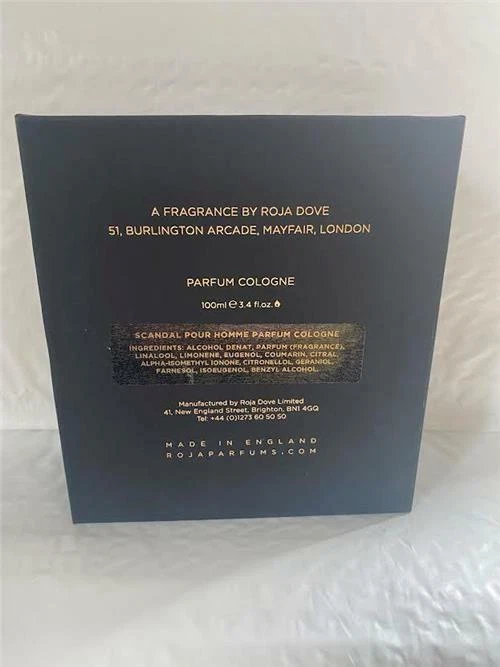 A FRAGRANCE BY ROJA DOVE
51, BURLINGTON ARCADE, MAYFAIR, LONDON
PARFUM COLOGNE
100ml ℮ 3.4 fl.oz.
SCANDAL POUR HOMME PARFUM COLOGNE
INGREDIENTS: ALCOHOL DENAT, PARFUM (FRAGRANCE),
LINALOOL, LIMONENE, EUGENOL, COUMARIN, CITRAL,
ALPHA-ISOMETHYL IONONE, CITRONELLOL, GERANIOL,
FARNESOL, ISOEUGENOL, BENZYL ALCOHOL.
Manufactured by Roja Dove Limited
41, New England Street, Brighton, BN1 4GQ
Tel: +44 (0)1273 60 50 50
MADE IN ENGLAND
ROJAPARFUMS.COM